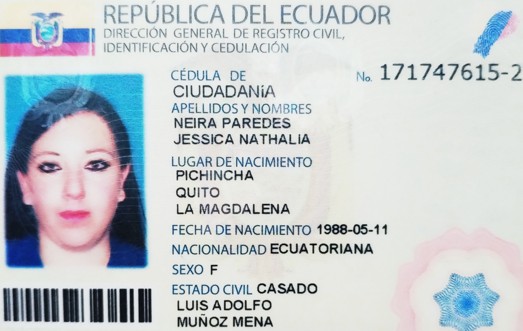 REPÚBLICA DEL ECUADOR
DIRECCIÓN GENERAL DE REGISTRO CIVIL,
IDENTIFICACIÓN Y CEDULACIÓN
CÉDULA DE No. 171747615-2
CIUDADANÍA
APELLIDOS Y NOMBRES
NEIRA PAREDES
JESSICA NATHALIA
LUGAR DE NACIMIENTO
PICHINCHA
QUITO
LA MAGDALENA
FECHA DE NACIMIENTO 1988-05-11
NACIONALIDAD ECUATORIANA
SEXO F
ESTADO CIVIL CASADO
LUIS ADOLFO
MUÑOZ MENA